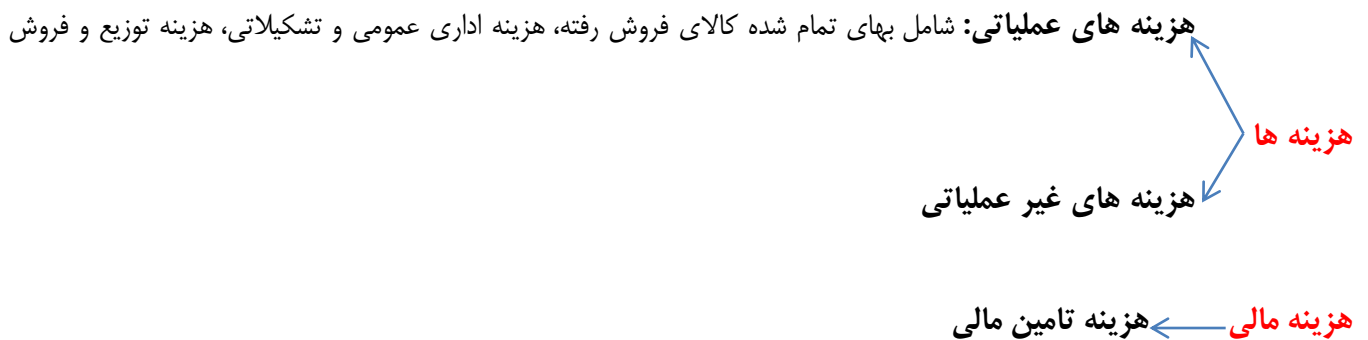 هزینه های عملیاتی: شامل بهای تمام شده کالای فروش رفته، هزینه اداری عمومی و تشکیلاتی، هزینه توزیع و فروش
هزینه ها
هزینه های غیر عملیاتی
هزینه مالی هزینه تامین مالی